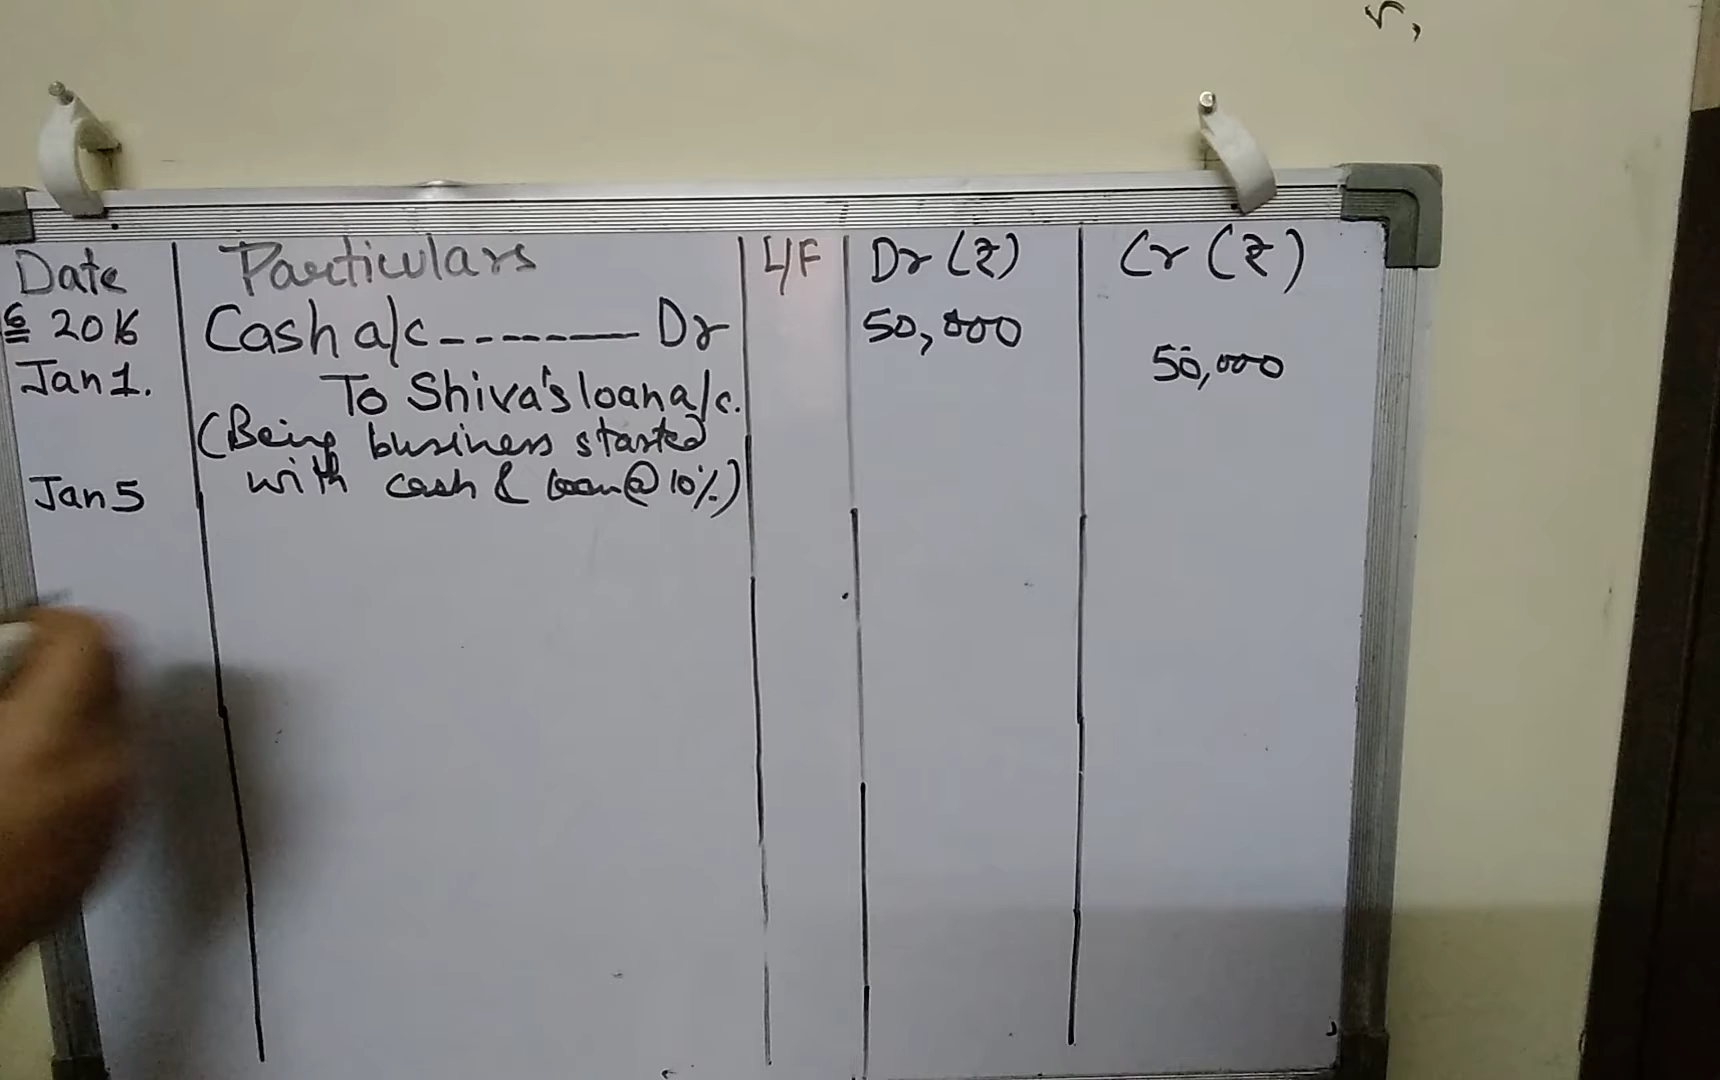 Date Particulars L/F Dr (₹) Cr (₹)
6 2016 Cash a/c ------- Dr 50,000
Jan 1. To Shiva's loan a/c. 50,000
(Being business started
Jan 5 with cash & loan @ 10%)